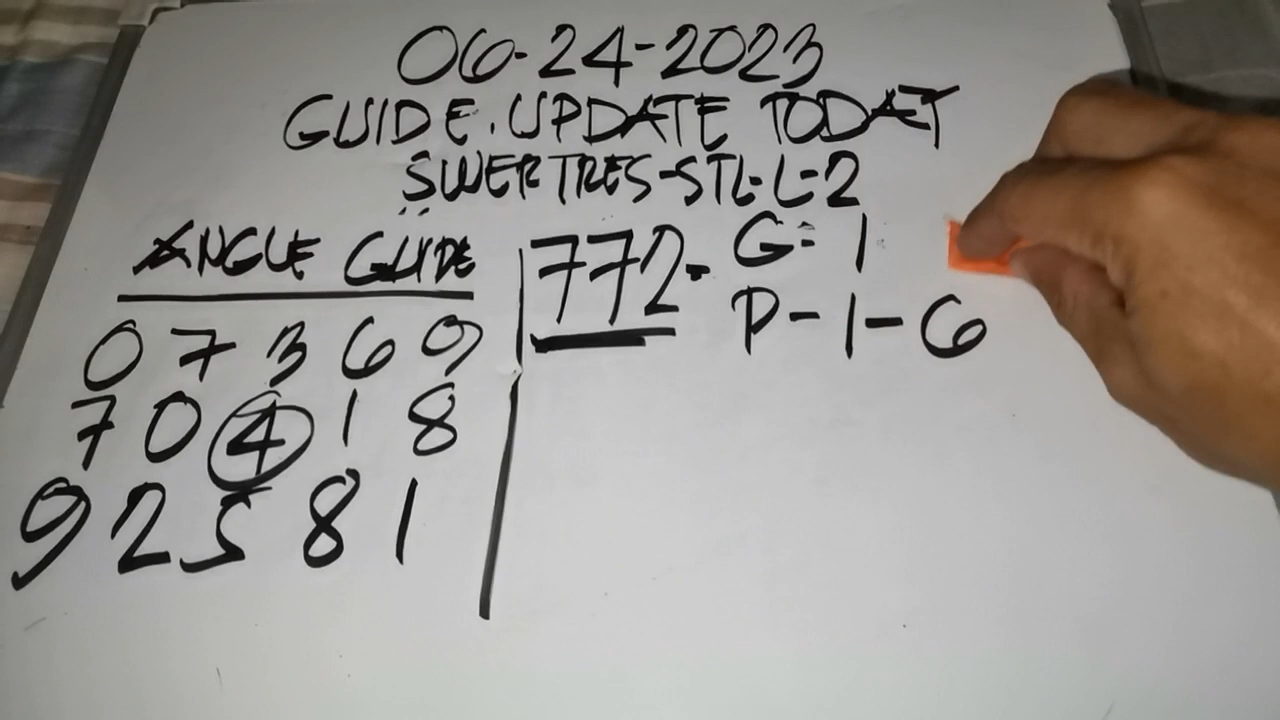 06-24-2023
GUIDE.UPDATE TODAY
SWERTRES-STL-L-2
ANGLE GUIDE
0 7 3 6 9
7 0 4 1 8
9 2 5 8 1
772- G= 1
P-1-6